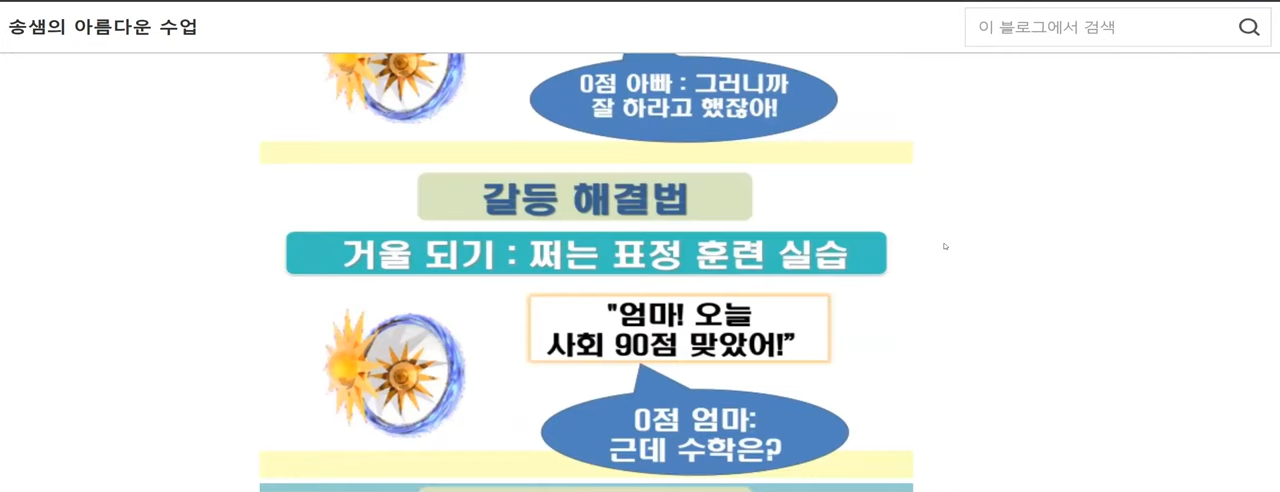 송샘의 아름다운 수업
이 블로그에서 검색
0점 아빠 : 그러니까
잘 하라고 했잖아!
갈등 해결법
거울 되기 : 쩌는 표정 훈련 실습
"엄마! 오늘
사회 90점 맞았어!”
0점 엄마:
근데 수학은?